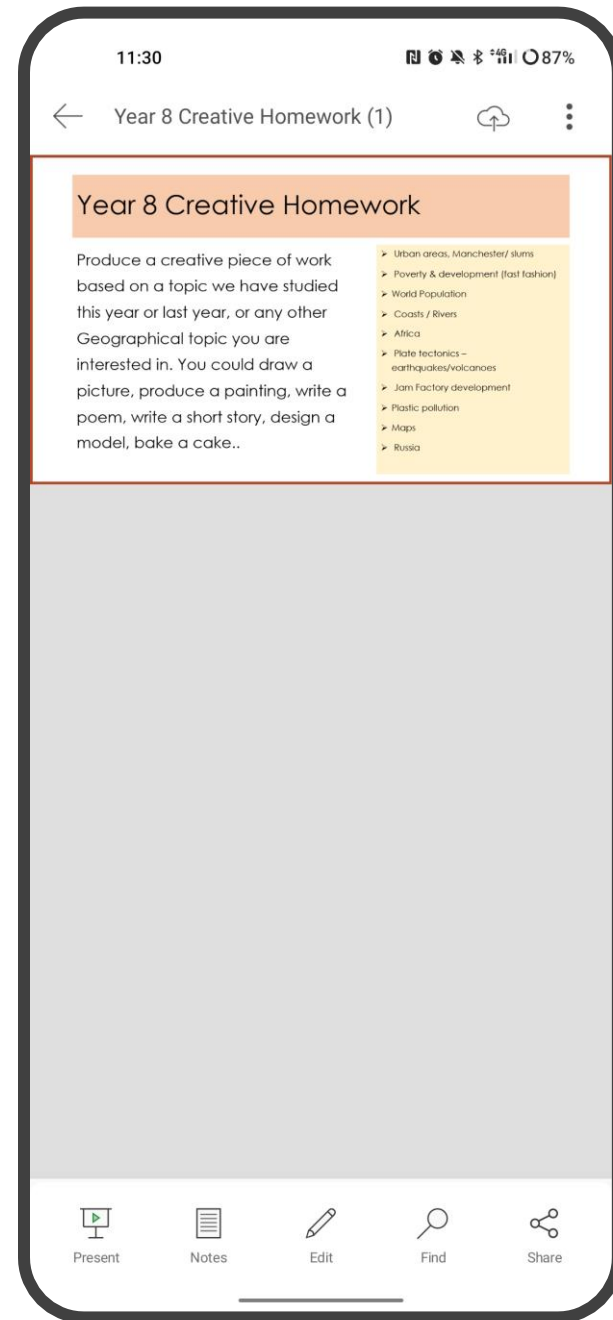 11:30
4G 87%
Year 8 Creative Homework (1)
Year 8 Creative Homework
Produce a creative piece of work
based on a topic we have studied
this year or last year, or any other
Geographical topic you are
interested in. You could draw a
picture, produce a painting, write a
poem, write a short story, design a
model, bake a cake..
➢ Urban areas, Manchester/ slums
➢ Poverty & development (fast fashion)
➢ World Population
➢ Coasts / Rivers
➢ Africa
➢ Plate tectonics –
earthquakes/volcanoes
➢ Jam Factory development
➢ Plastic pollution
➢ Maps
➢ Russia
Present Notes Edit Find Share